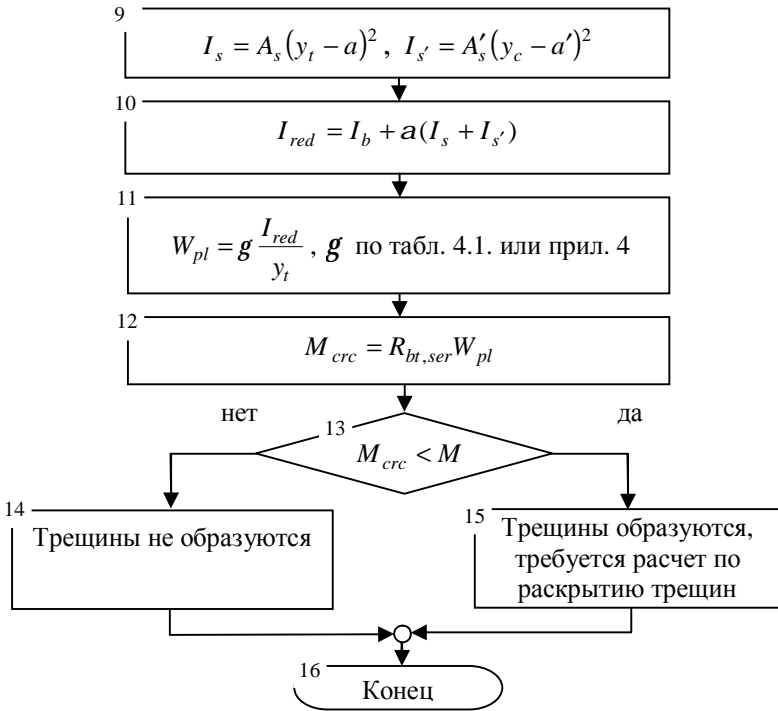 9
I_s = A_s(y_t − a)², I_s′ = A′_s(y_c − a′)²
10
I_red = I_b + a(I_s + I_s′)
11
W_pl = g I_red / y_t, g по табл. 4.1. или прил. 4
12
M_crc = R_bt,ser W_pl
нет
да
13
M_crc < M
14
Трещины не образуются
15
Трещины образуются,
требуется расчет по
раскрытию трещин
16
Конец